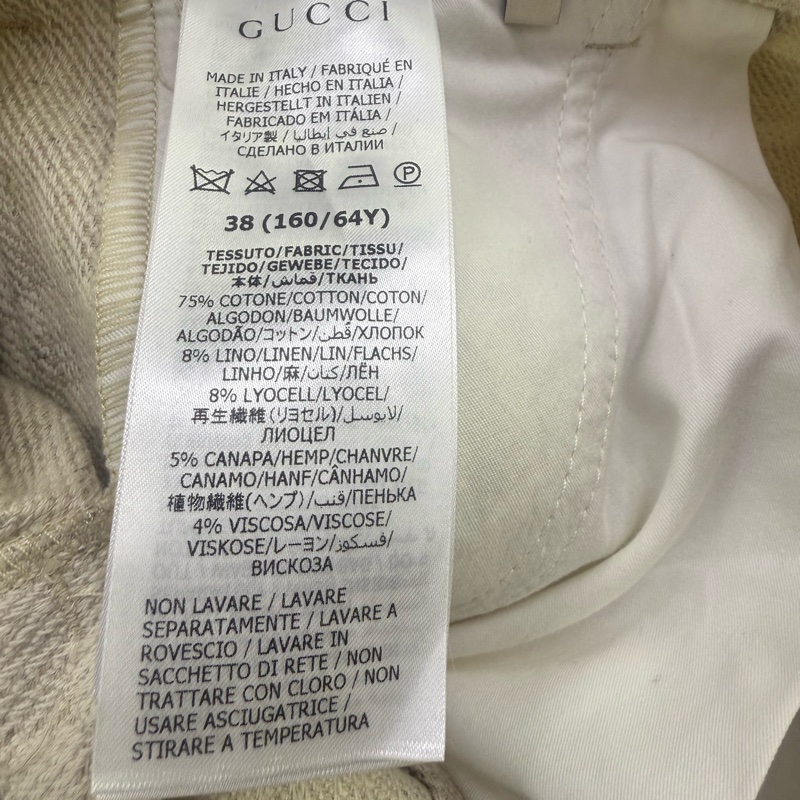 GUCCI
MADE IN ITALY / FABRIQUÉ EN
ITALIE / HECHO EN ITALIA /
HERGESTELLT IN ITALIEN /
FABRICADO EM ITÁLIA /
イタリア製 / صنع في إيطاليا /
СДЕЛАНО В ИТАЛИИ
P
38 (160/64Y)
TESSUTO/FABRIC/TISSU/
TEJIDO/GEWEBE/TECIDO/
本体/قماش/ТКАНЬ
75% COTONE/COTTON/COTON/
ALGODON/BAUMWOLLE/
ALGODÃO/コットン/قطن/ХЛОПОК
8% LINO/LINEN/LIN/FLACHS/
LINHO/麻/كتان/ЛЁН
8% LYOCELL/LYOCEL/
再生繊維(リヨセル)/لايوسل/
ЛИОЦЕЛ
5% CANAPA/HEMP/CHANVRE/
CANAMO/HANF/CÂNHAMO/
植物繊維(ヘンプ)/قنب/ПЕНЬКА
4% VISCOSA/VISCOSE/
VISKOSE/レーヨン/فسكوز/
ВИСКОЗА
NON LAVARE / LAVARE
SEPARATAMENTE / LAVARE A
ROVESCIO / LAVARE IN
SACCHETTO DI RETE / NON
TRATTARE CON CLORO / NON
USARE ASCIUGATRICE /
STIRARE A TEMPERATURA